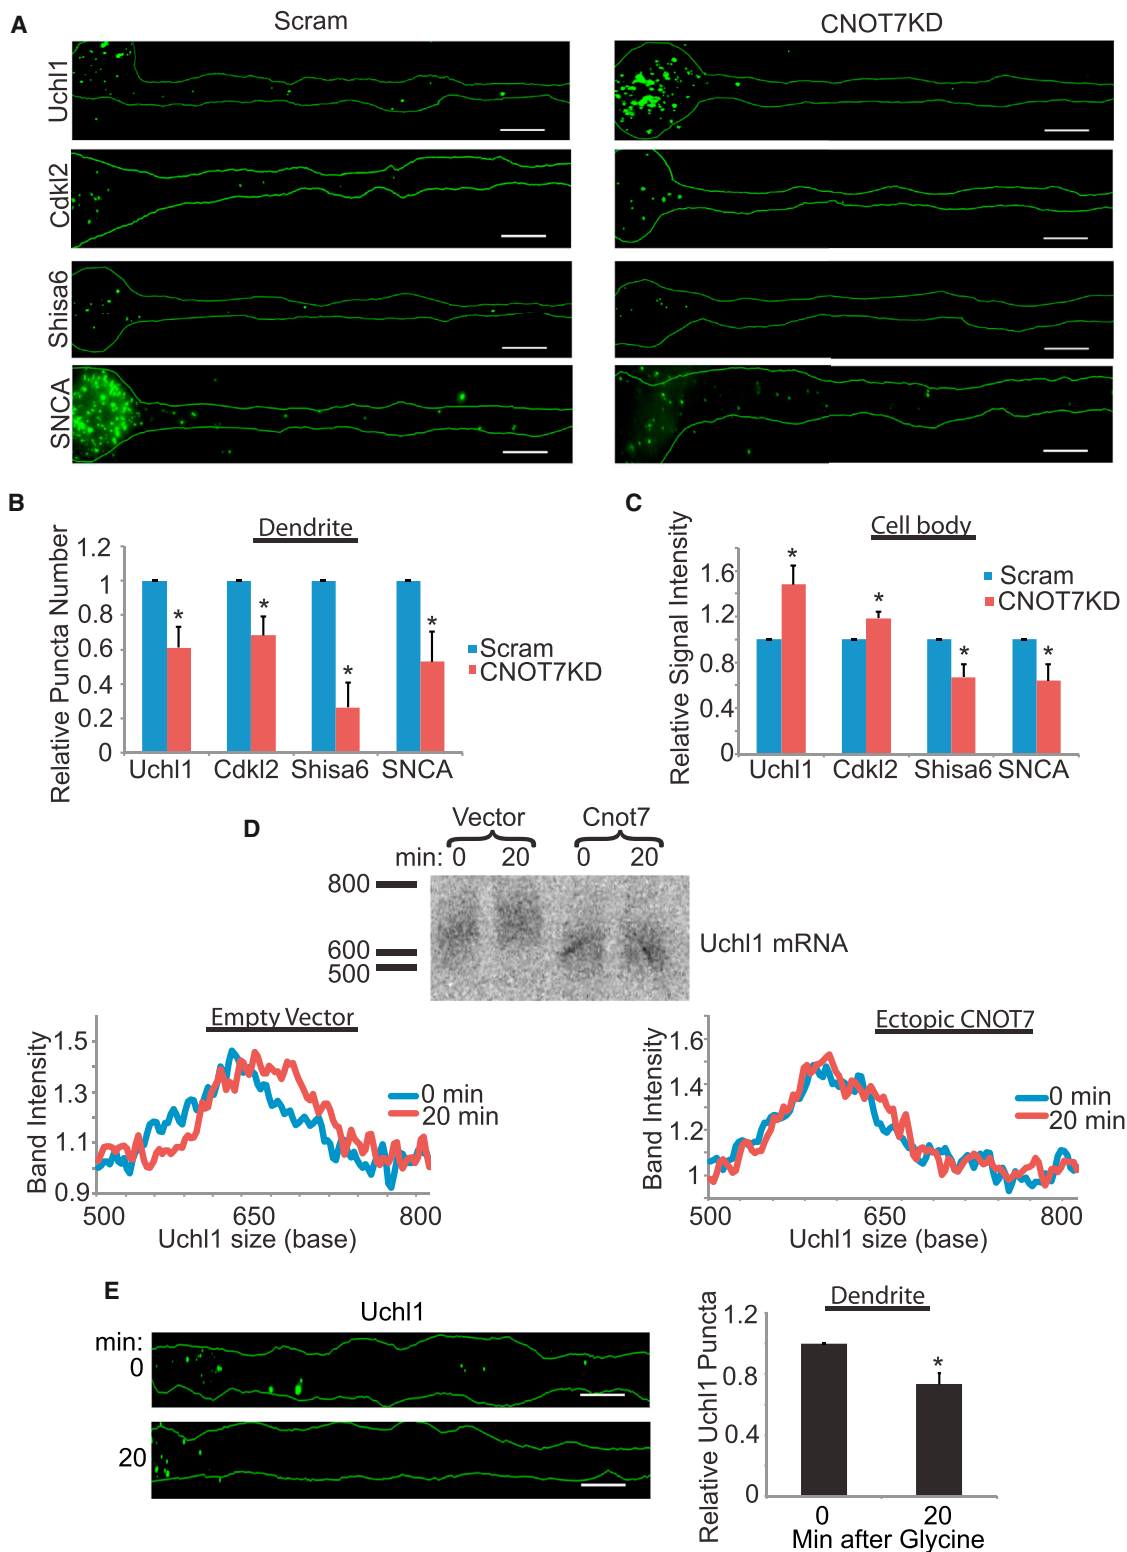 A
Scram
CNOT7KD
Uchl1
Cdkl2
Shisa6
SNCA
B
Dendrite
Relative Puncta Number
1.2
1
0.8
0.6
0.4
0.2
0
Uchl1 Cdkl2 Shisa6 SNCA
* * * *
Scram
CNOT7KD
C
Cell body
Relative Signal Intensity
1.6
1.2
0.8
0.4
0
Uchl1 Cdkl2 Shisa6 SNCA
* * * *
Scram
CNOT7KD
D
Vector Cnot7
min: 0 20 0 20
800
600
500
Uchl1 mRNA
Empty Vector
Band Intensity
1.5
1.3
1.1
0.9
500 650 800
Uchl1 size (base)
0 min
20 min
Ectopic CNOT7
Band Intensity
1.6
1.4
1.2
1
500 650 800
Uchl1 size (base)
0 min
20 min
E
Uchl1
min:
0
20
Dendrite
Relative Uchl1 Puncta
1.2
0.8
0.4
0
*
0 20
Min after Glycine